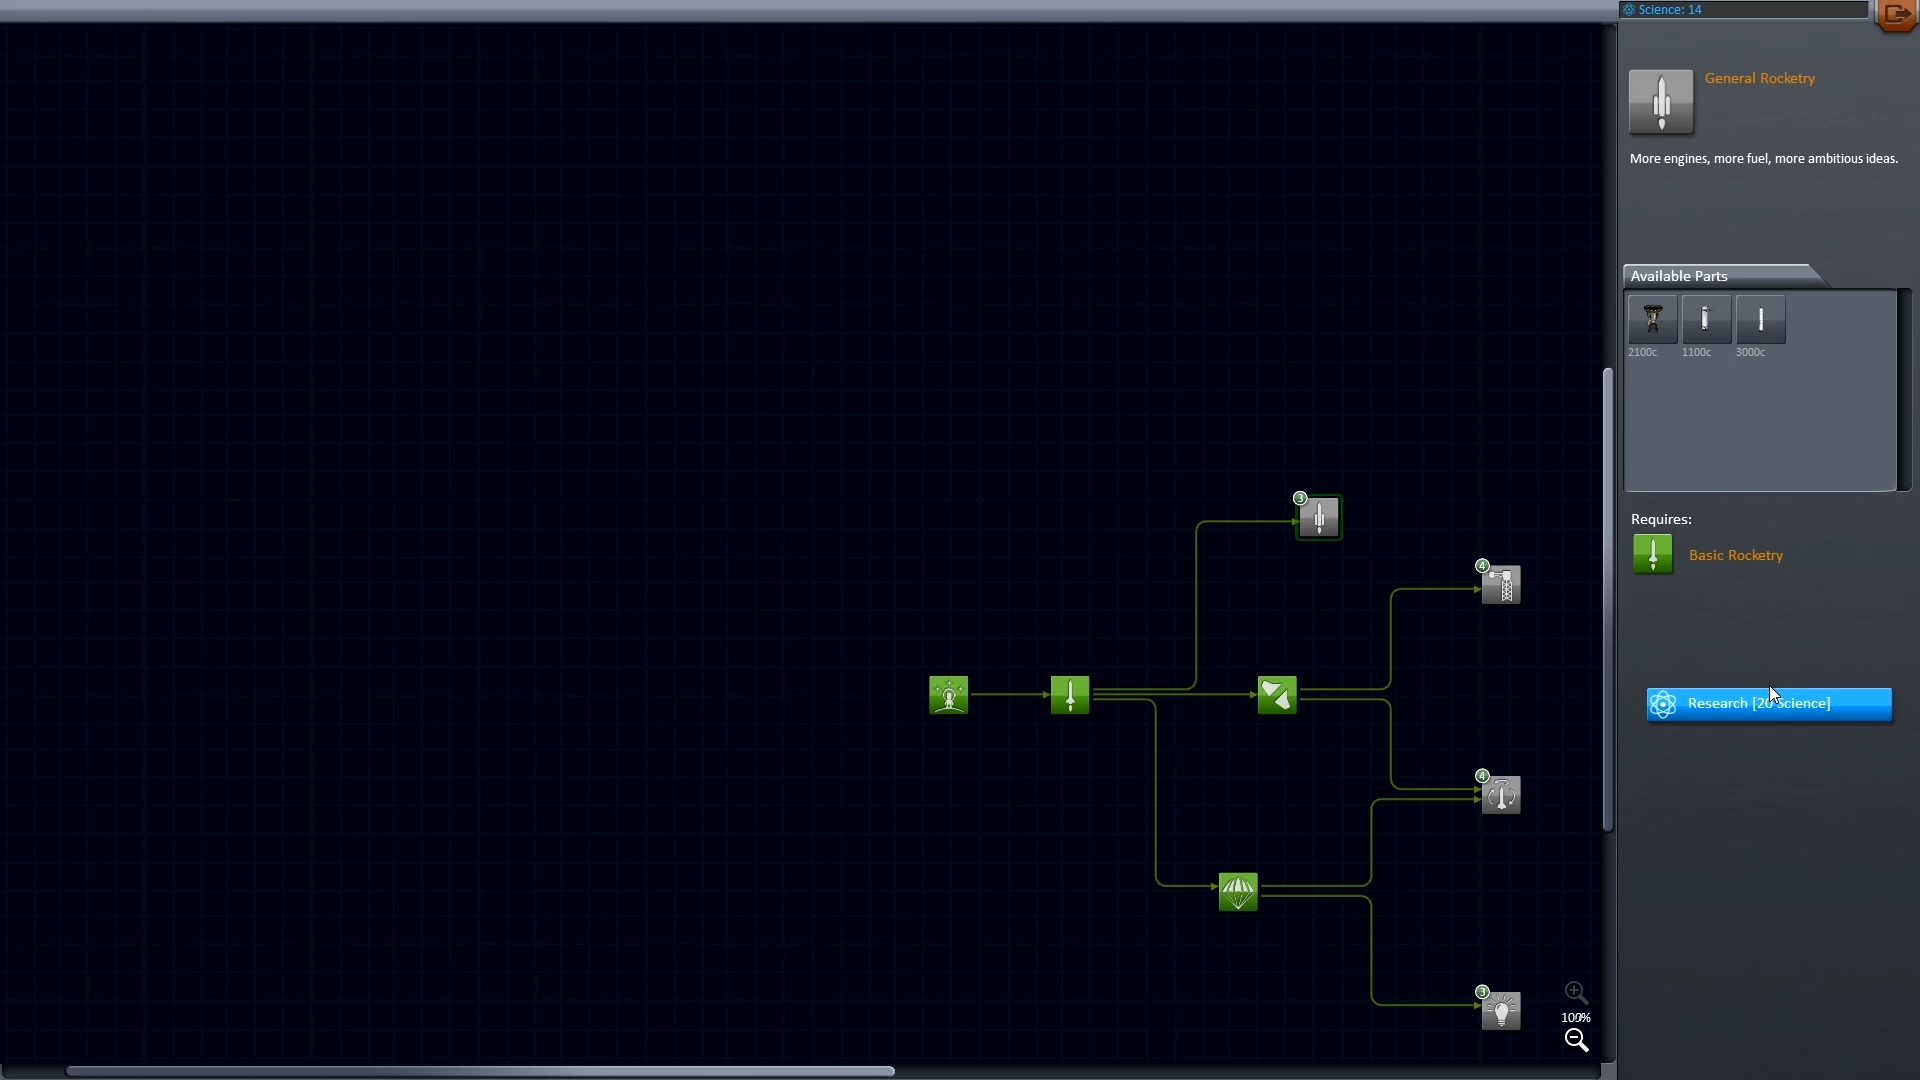 Science: 14
General Rocketry
More engines, more fuel, more ambitious ideas.
Available Parts
2100c 1100c 3000c
Requires:
Basic Rocketry
Research [20 Science]
3
4
4
3
100%